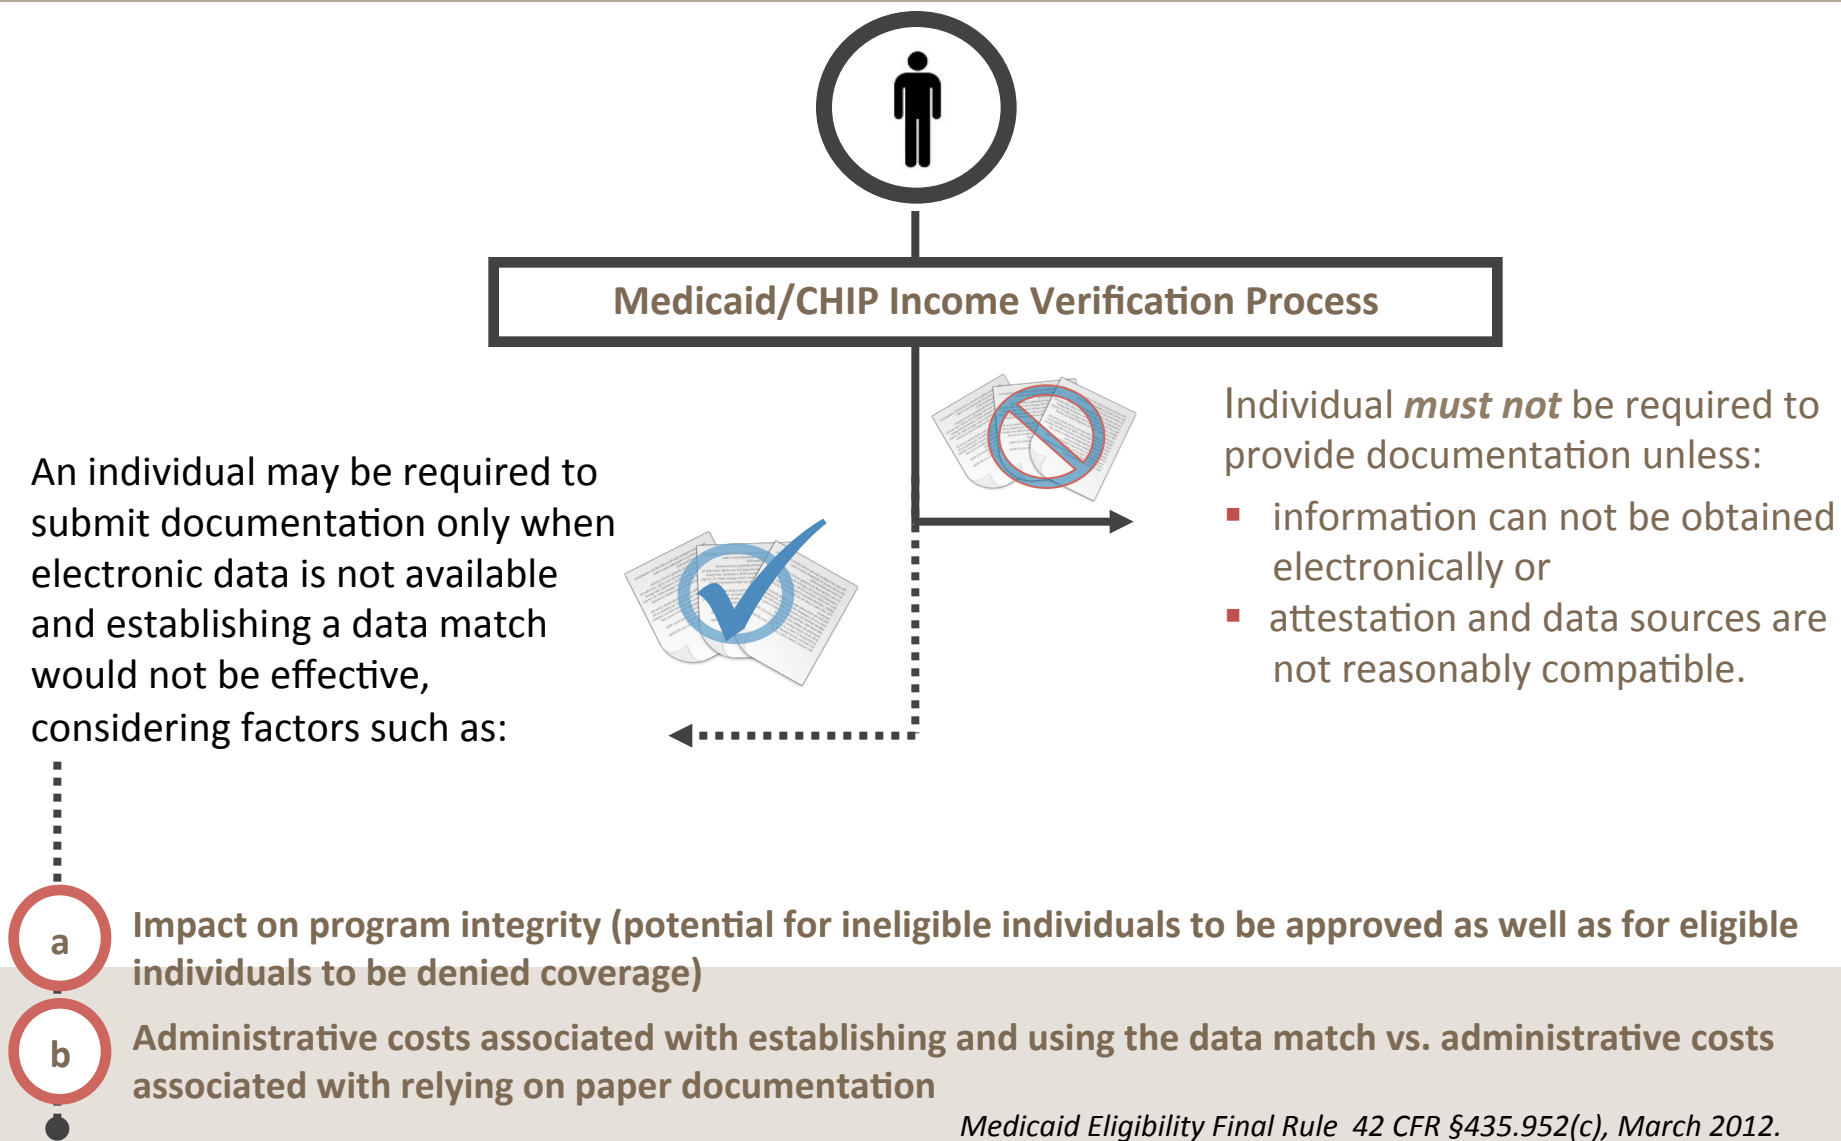 Medicaid/CHIP Income Verification Process
Individual must not be required to
provide documentation unless:
▪ information can not be obtained
electronically or
▪ attestation and data sources are
not reasonably compatible.
An individual may be required to
submit documentation only when
electronic data is not available
and establishing a data match
would not be effective,
considering factors such as:
a
Impact on program integrity (potential for ineligible individuals to be approved as well as for eligible
individuals to be denied coverage)
b
Administrative costs associated with establishing and using the data match vs. administrative costs
associated with relying on paper documentation
Medicaid Eligibility Final Rule 42 CFR §435.952(c), March 2012.